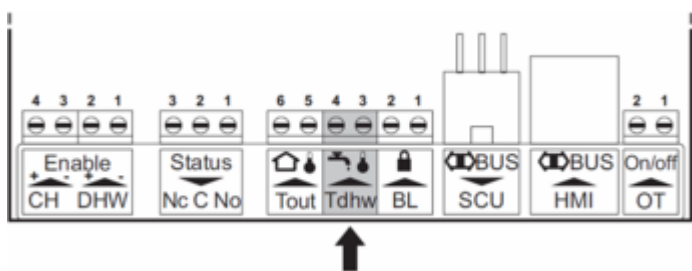 4 3 2 1 3 2 1 6 5 4 3 2 1 2 1
Enable Status BUS BUS On/off
+ - + -
CH DHW Nc C No Tout Tdhw BL SCU HMI OT